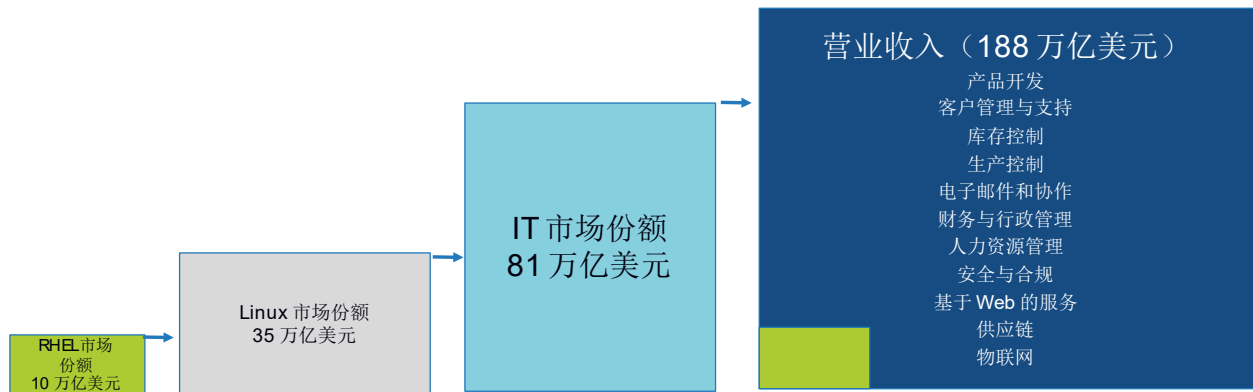 营业收入（188 万亿美元）
产品开发
客户管理与支持
库存控制
生产控制
电子邮件和协作
财务与行政管理
人力资源管理
安全与合规
基于 Web 的服务
供应链
物联网
IT 市场份额
81 万亿美元
Linux 市场份额
35 万亿美元
RHEL市场
份额
10 万亿美元